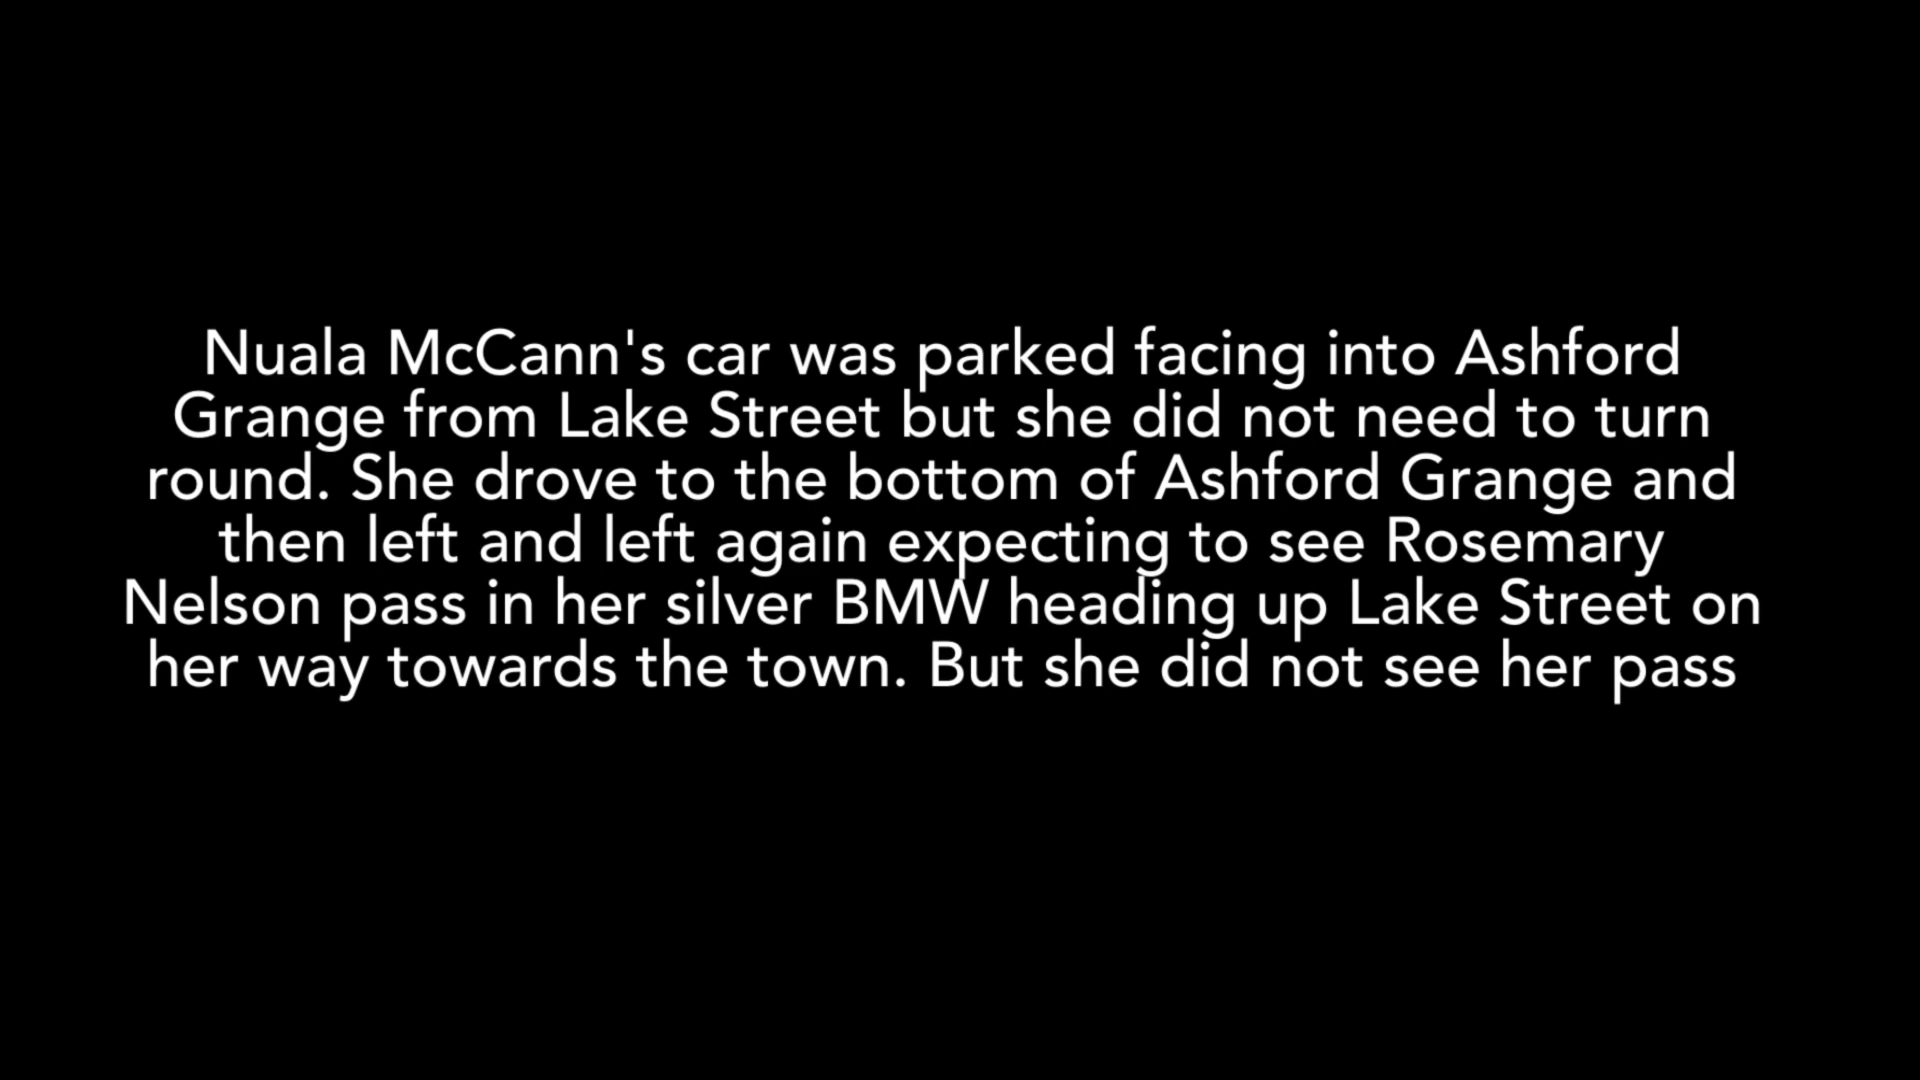 Nuala McCann's car was parked facing into Ashford
Grange from Lake Street but she did not need to turn
round. She drove to the bottom of Ashford Grange and
then left and left again expecting to see Rosemary
Nelson pass in her silver BMW heading up Lake Street on
her way towards the town. But she did not see her pass